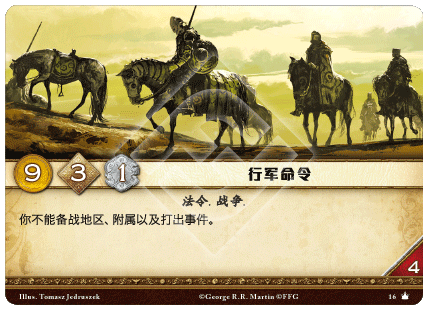 9 3 1 行军命令
法令. 战争.
你不能备战地区、附属以及打出事件。
4
Illus. Tomasz Jedruszek ©George R.R. Martin ©FFG 16